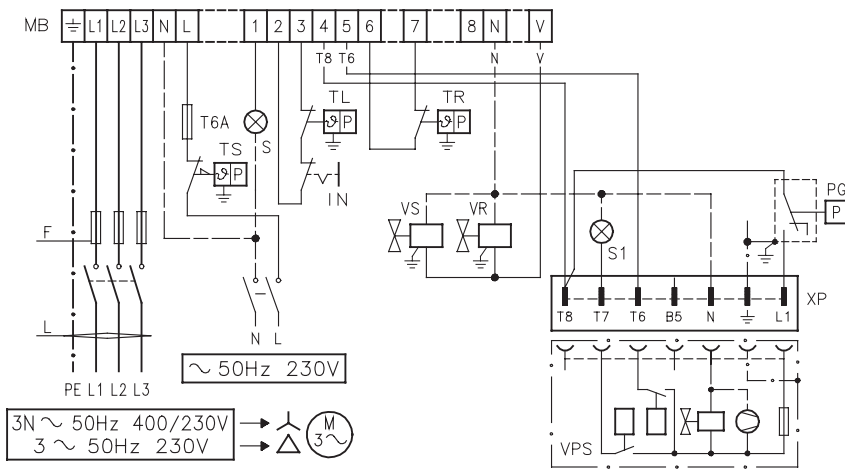 MB ⏚ L1 L2 L3 N L 1 2 3 4 5 6 7 8 N V
T8 T6 N V
T6A S TL ϑ P TR ϑ P
TS ϑ P
IN
PG
P
VS VR
F
S1
XP
T8 T7 T6 B5 N ⏚ L1
L
N L
∼ 50Hz 230V
PE L1 L2 L3
3N ∼ 50Hz 400/230V
3 ∼ 50Hz 230V
M
3∼
VPS